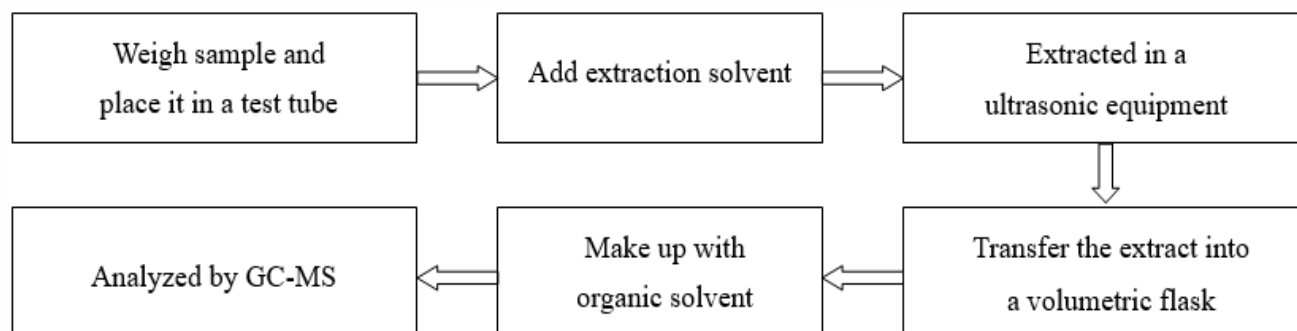 Weigh sample and
place it in a test tube
Add extraction solvent
Extracted in a
ultrasonic equipment
Transfer the extract into
a volumetric flask
Make up with
organic solvent
Analyzed by GC-MS